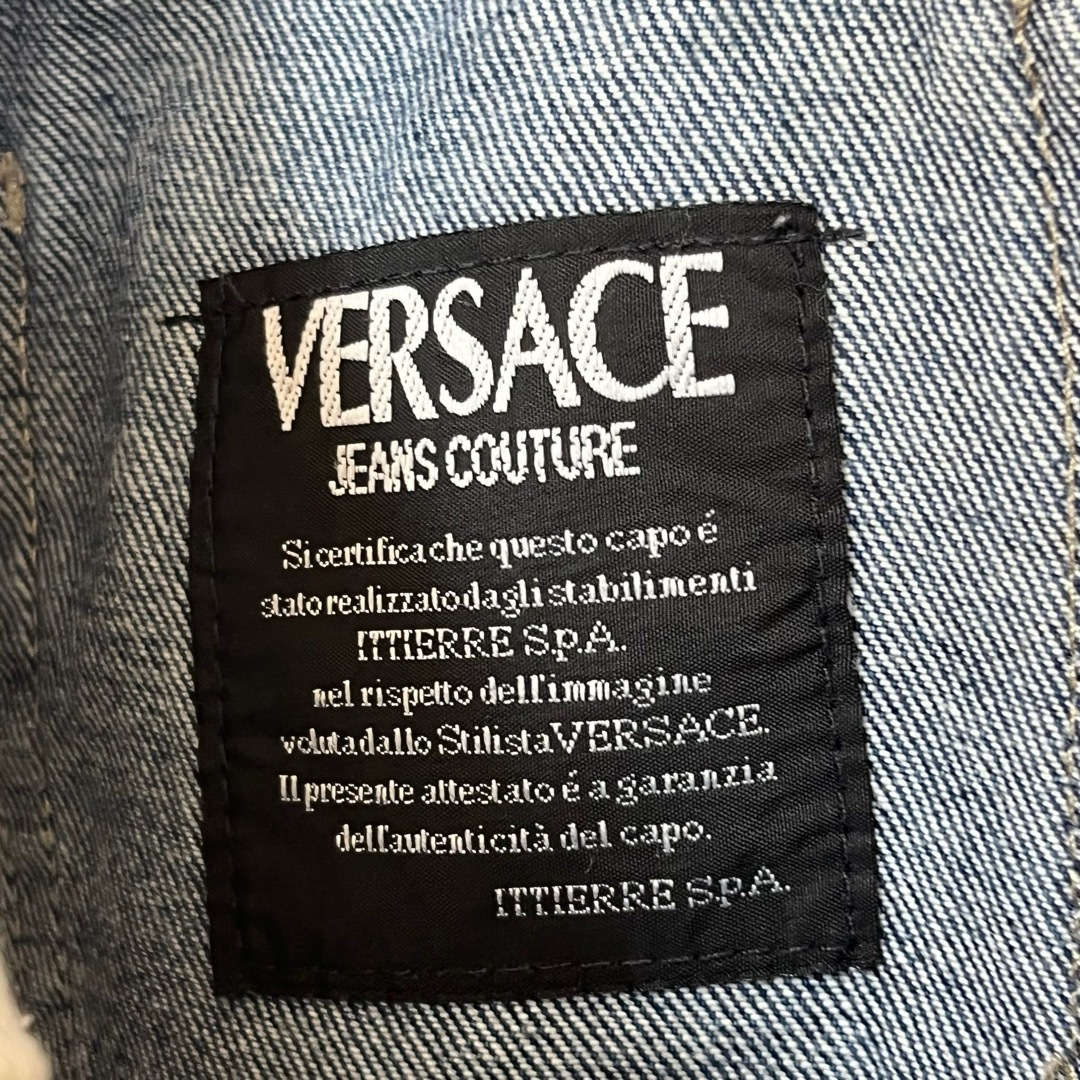 VERSACE
JEANS COUTURE
Si certifica che questo capo é
stato realizzato dagli stabilimenti
ITTIERRE S.p.A.
nel rispetto dell'immagine
voluta dallo Stilista VERSACE.
Il presente attestato é a garanzia
dell'autenticità del capo.
ITTIERRE S.p.A.